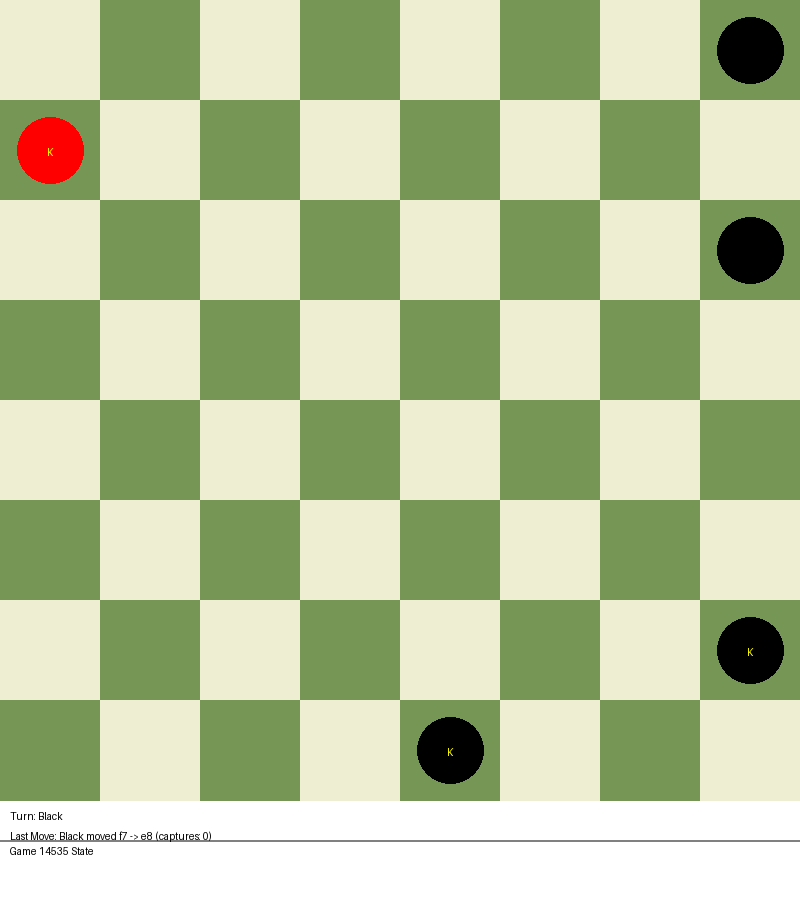 K
K
K
Turn: Black
Last Move: Black moved f7 -> e8 (captures: 0)
Game 14535 State